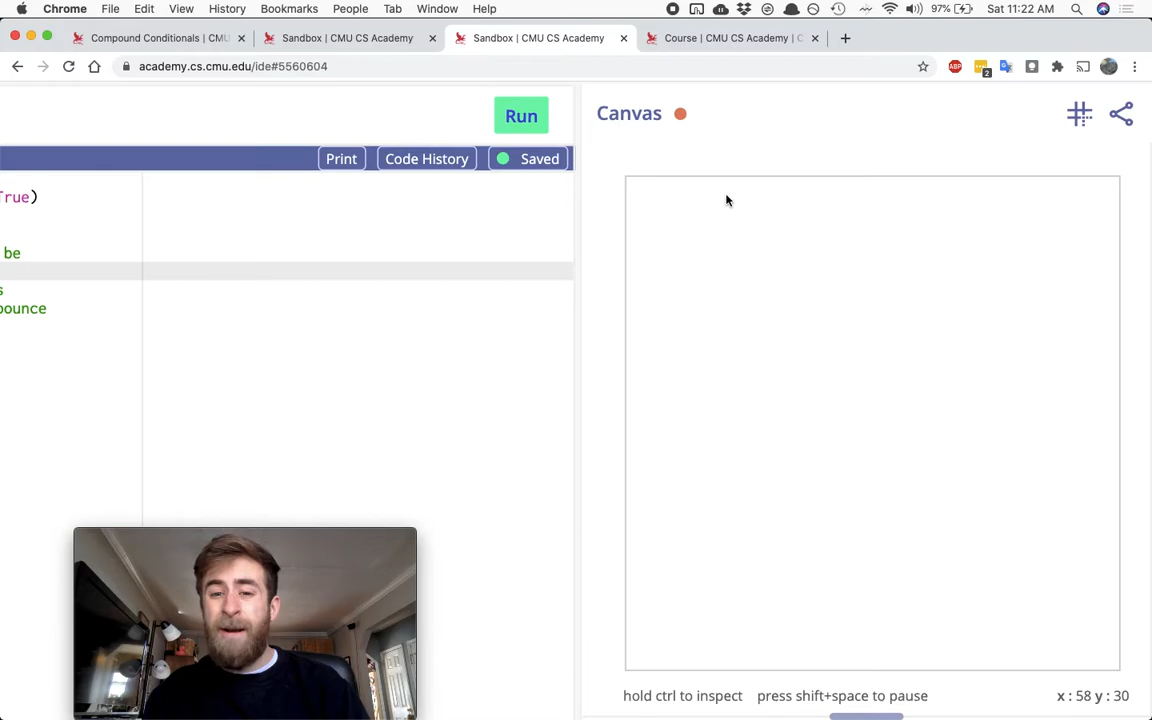 Chrome File Edit View History Bookmarks People Tab Window Help 97% Sat 11:22 AM
Compound Conditionals | CMU Sandbox | CMU CS Academy Sandbox | CMU CS Academy Course | CMU CS Academy | C
academy.cs.cmu.edu/ide#5560604 ABP 2
Run
Canvas
Print Code History Saved
True)
be
s
bounce
hold ctrl to inspect press shift+space to pause x : 58 y : 30